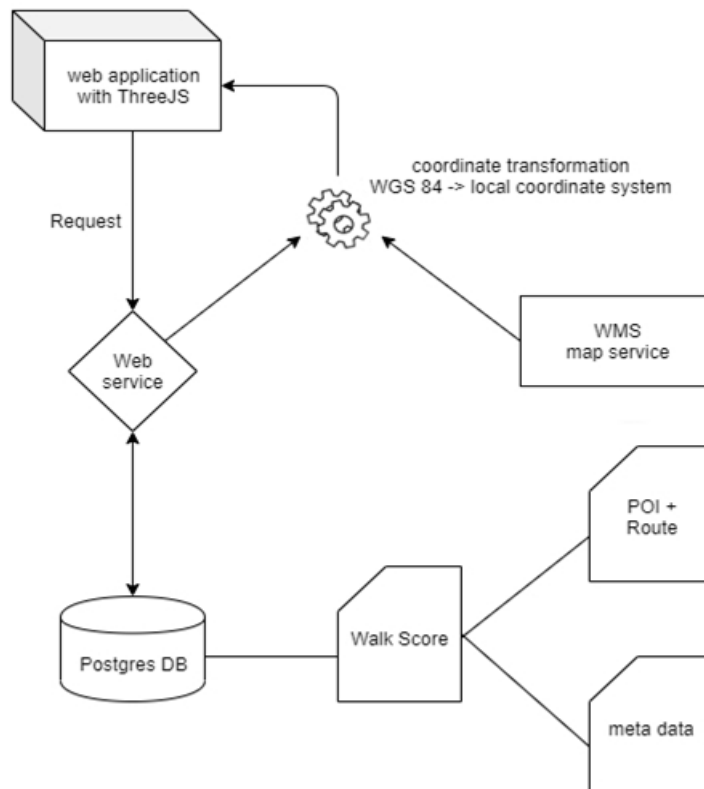 web application
with ThreeJS
coordinate transformation
WGS 84 -> local coordinate system
Request
WMS
map service
Web
service
POI +
Route
Walk Score
Postgres DB
meta data